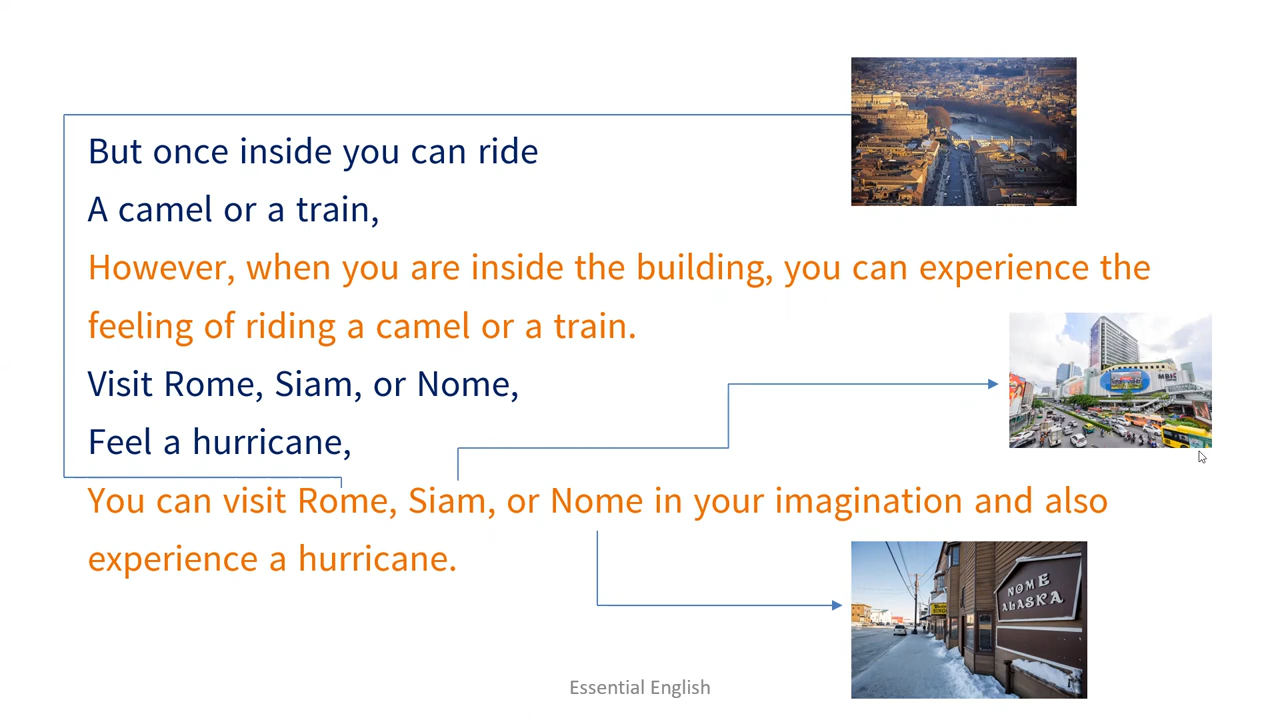 But once inside you can ride
A camel or a train,
However, when you are inside the building, you can experience the
feeling of riding a camel or a train.
Visit Rome, Siam, or Nome,
Feel a hurricane,
You can visit Rome, Siam, or Nome in your imagination and also
experience a hurricane.
NOME
ALASKA
Essential English